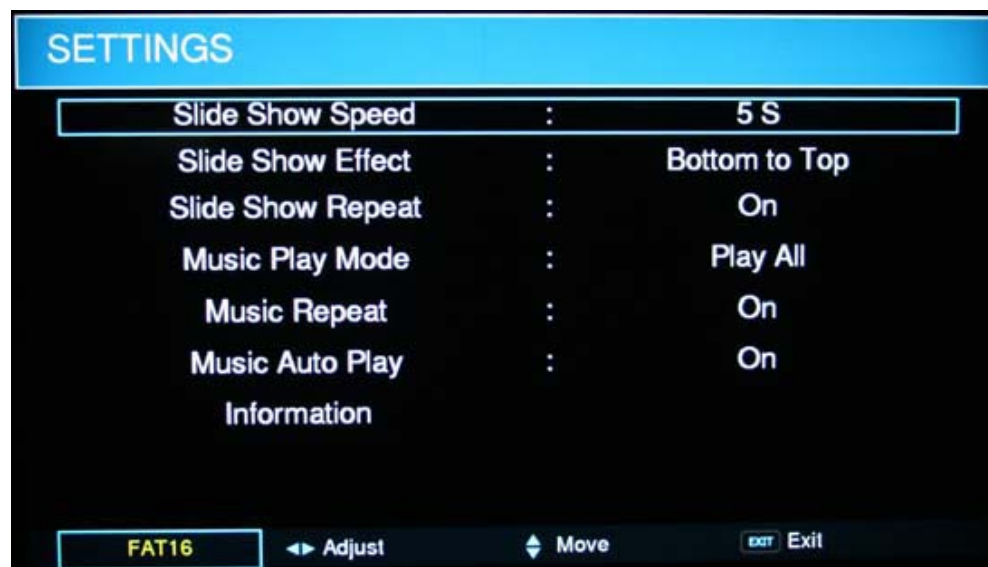 SETTINGS
Slide Show Speed : 5 S
Slide Show Effect : Bottom to Top
Slide Show Repeat : On
Music Play Mode : Play All
Music Repeat : On
Music Auto Play : On
Information
FAT16 Adjust Move EXIT Exit